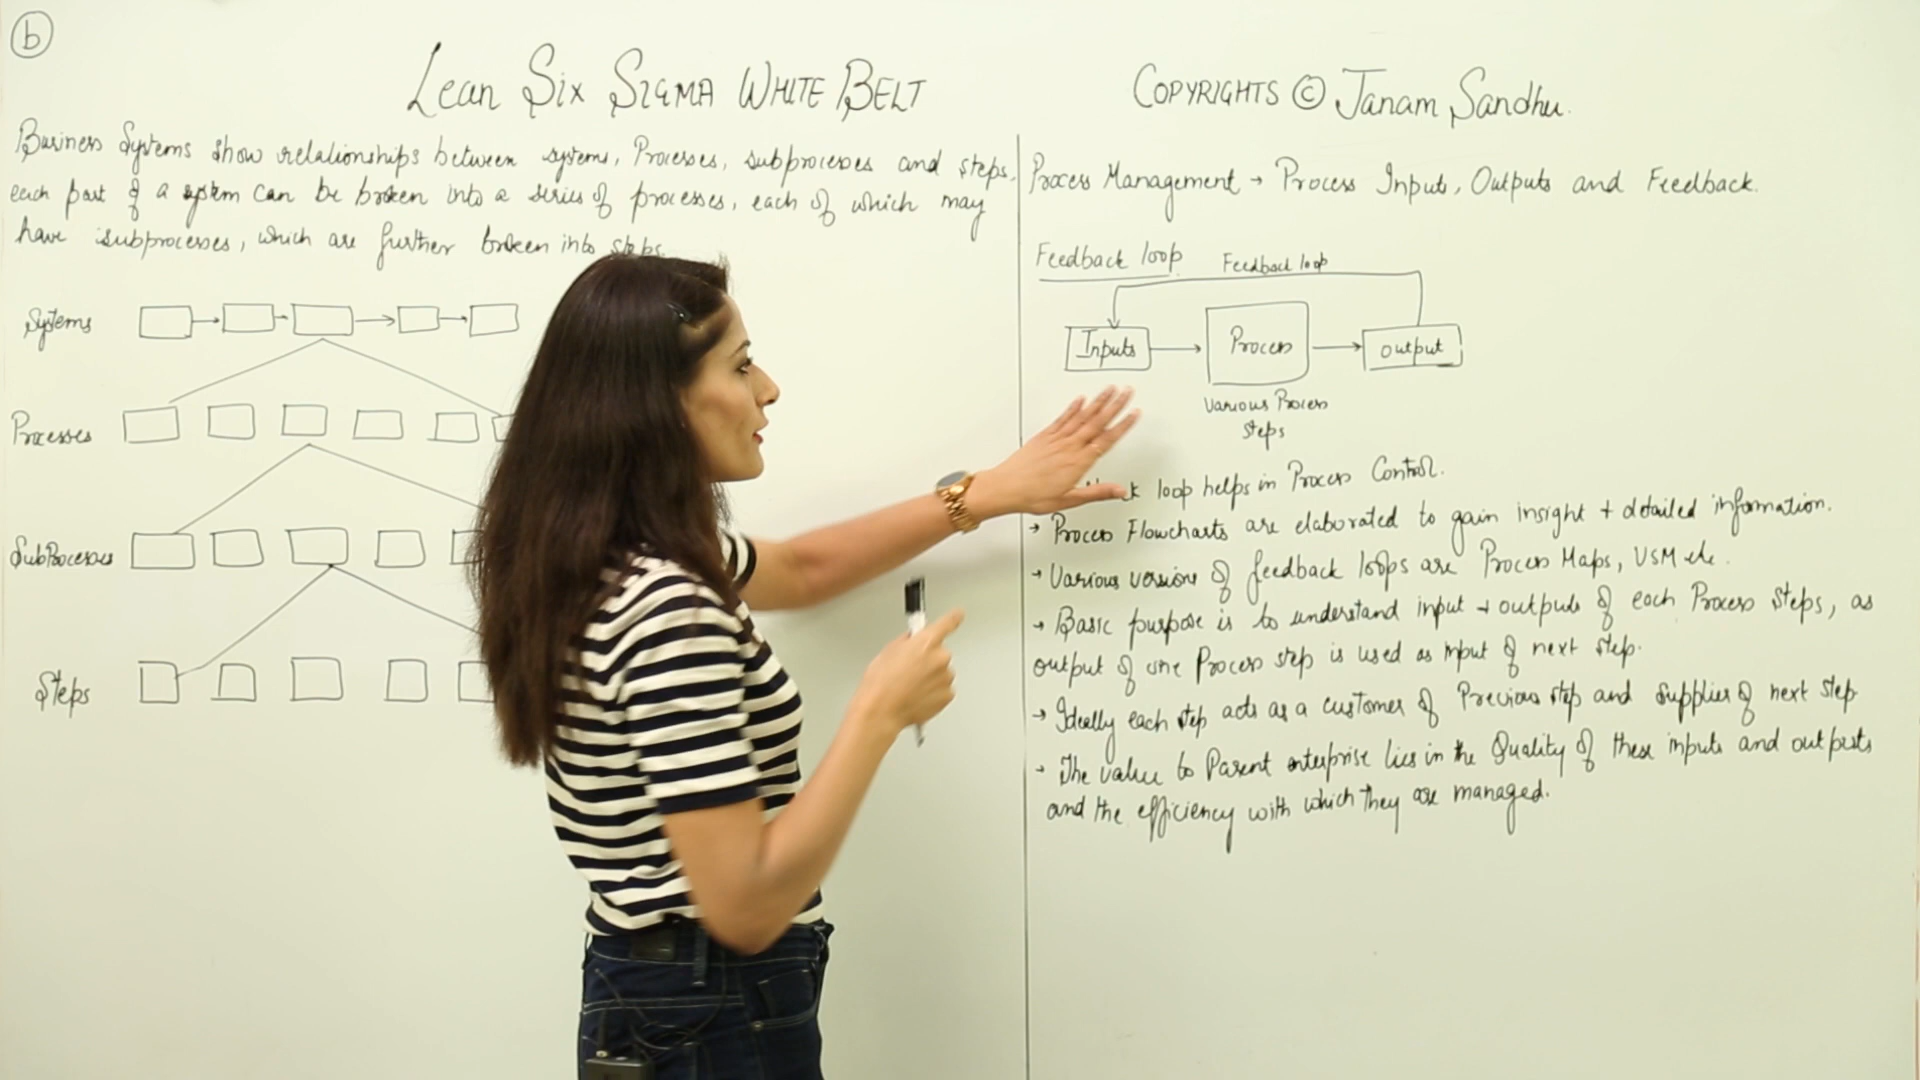 b
Lean Six Sigma White Belt
Copyrights © Janam Sandhu.
Business Systems show relationships between systems, Processes, subprocesses and steps.
each part of a system can be broken into a series of processes, each of which may
have subprocesses, which are further broken into steps.
Systems
Processes
SubProcesses
Steps
Process Management → Process Inputs, Outputs and Feedback.
Feedback loop
Feedback loop
Inputs
Process
output
Various Process
Steps
loop helps in Process Control.
→ Process Flowcharts are elaborated to gain insight + detailed information.
→ Various versions of feedback loops are Process Maps, VSM etc.
→ Basic purpose is to understand input + outputs of each Process Steps, as
output of one Process step is used as input of next step.
→ Ideally each step acts as a customer of Previous step and supplier of next step
→ The value to Parent enterprise lies in the Quality of these inputs and outputs
and the efficiency with which they are managed.